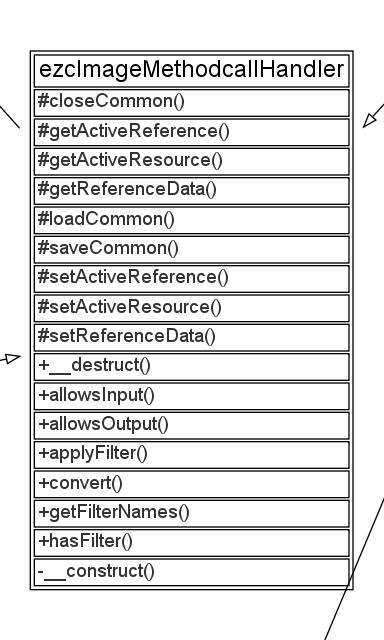 ezcImageMethodcallHandler
#closeCommon()
#getActiveReference()
#getActiveResource()
#getReferenceData()
#loadCommon()
#saveCommon()
#setActiveReference()
#setActiveResource()
#setReferenceData()
+__destruct()
+allowsInput()
+allowsOutput()
+applyFilter()
+convert()
+getFilterNames()
+hasFilter()
-__construct()